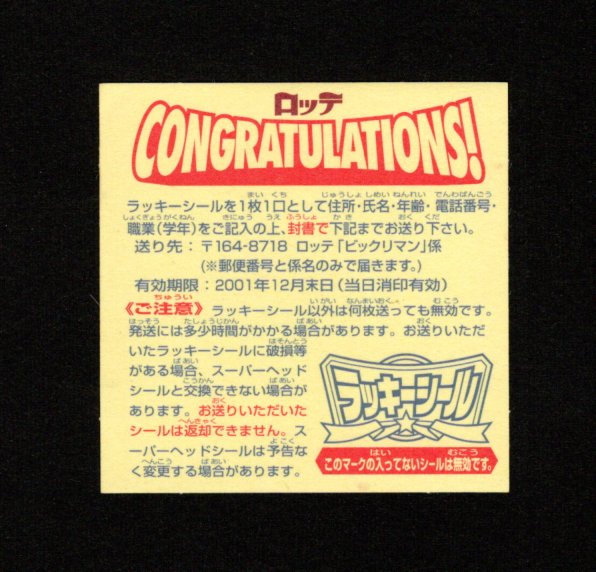 ロッテ
CONGRATULATIONS!
ラッキーシールを1枚1口として住所・氏名・年齢・電話番号・
職業(学年)をご記入の上、封書で下記までお送り下さい。
送り先：〒164-8718 ロッテ「ビックリマン」係
(※郵便番号と係名のみで届きます。)
有効期限：2001年12月末日(当日消印有効)
《ご注意》ラッキーシール以外は何枚送っても無効です。
発送には多少時間がかかる場合があります。お送りいただ
いたラッキーシールに破損等
がある場合、スーパーヘッド
シールと交換できない場合が
あります。お送りいただいた
シールは返却できません。ス
ーパーヘッドシールは予告な
く変更する場合があります。
ラッキーシール
このマークの入ってないシールは無効です。